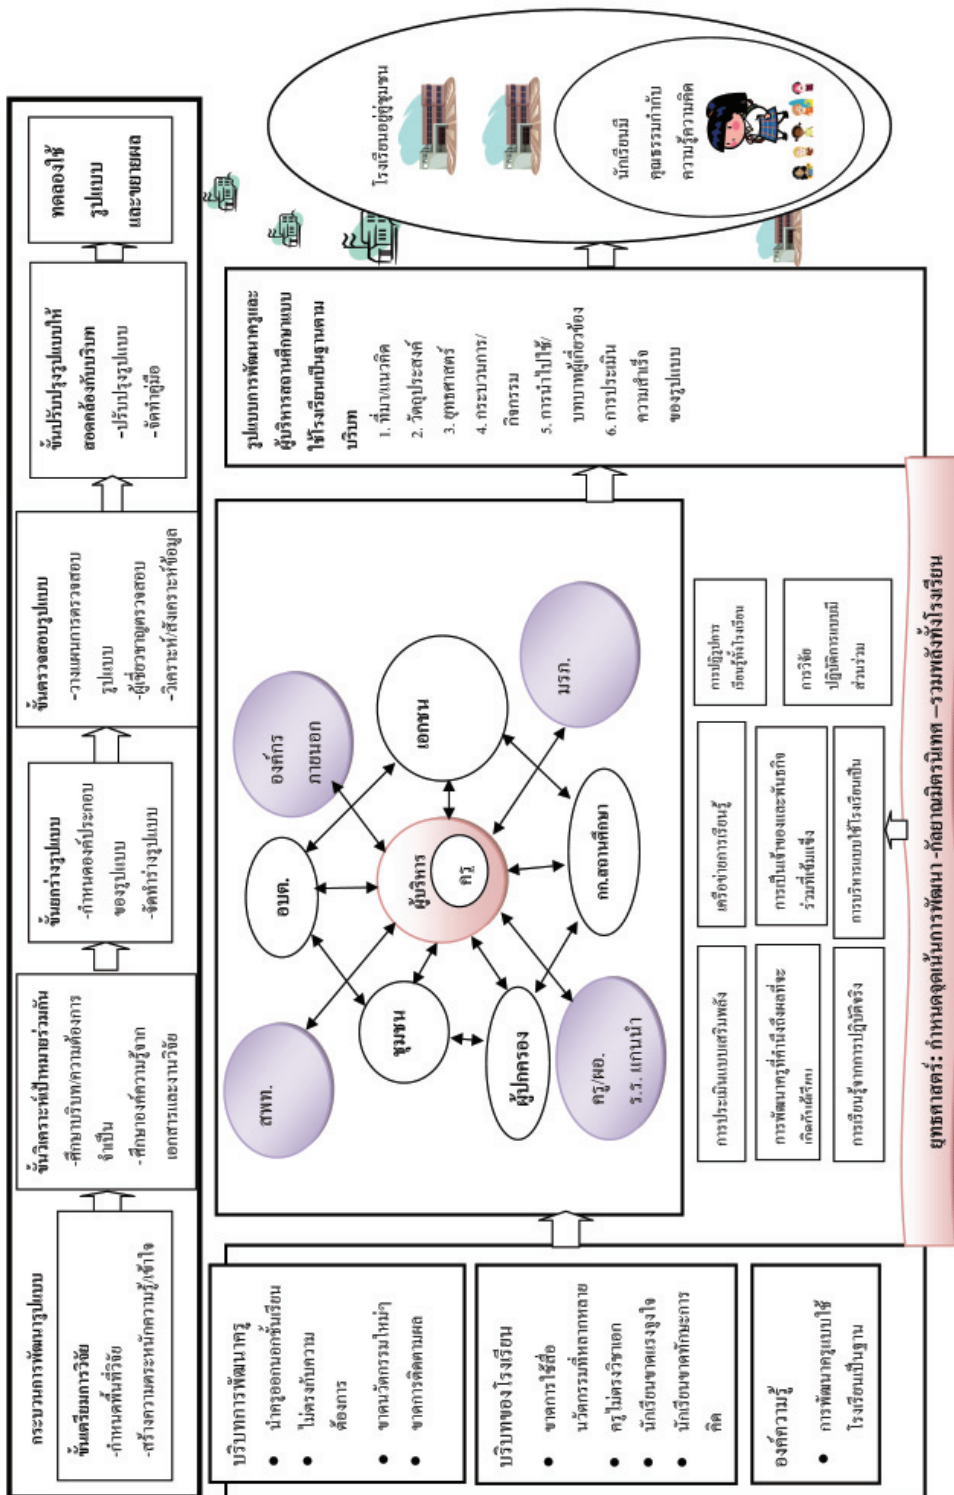 กระบวนการพัฒนารูปแบบ
ขั้นเตรียมการวิจัย
-กำหนดพื้นที่วิจัย
-สร้างความตระหนักความรู้/เข้าใจ
ขั้นวิเคราะห์เป้าหมายร่วมกัน
-ศึกษาบริบท/ความต้องการ
จำเป็น
- ศึกษาองค์ความรู้จาก
เอกสารและงานวิจัย
ขั้นยกร่างรูปแบบ
-กำหนดองค์ประกอบ
ของรูปแบบ
-จัดทำร่างรูปแบบ
ขั้นตรวจสอบรูปแบบ
-วางแผนการตรวจสอบ
รูปแบบ
-ผู้เชี่ยวชาญตรวจสอบ
-วิเคราะห์/สังเคราะห์ข้อมูล
ขั้นปรับปรุงรูปแบบให้
สอดคล้องกับบริบท
-ปรับปรุงรูปแบบ
-จัดทำคู่มือ
ทดลองใช้
รูปแบบ
และขยายผล
บริบทการพัฒนาครู
● นำครูออกนอกชั้นเรียน
● ไม่ตรงกับความ
ต้องการ
● ขาดนวัตกรรมใหม่ๆ
● ขาดการติดตามผล
บริบทของโรงเรียน
● ขาดการใช้สื่อ
นวัตกรรมที่หลากหลาย
● ครูไม่ตรงวิชาเอก
● นักเรียนขาดแรงจูงใจ
● นักเรียนขาดทักษะการ
คิด
องค์ความรู้
● การพัฒนาครูแบบใช้
โรงเรียนเป็นฐาน
สพท.
อบต.
องค์กร
ภายนอก
ชุมชน
ผู้บริหาร
ครู
เอกชน
ผู้ปกครอง
กก.สถานศึกษา
ครู/ผอ.
ร.ร. แกนนำ
มรภ.
การประเมินแบบเสริมพลัง
เครือข่ายการเรียนรู้
การปฏิรูปการ
เรียนรู้ทั้งโรงเรียน
การพัฒนาครูที่คำนึงถึงผลที่จะ
เกิดกับผู้เรียน
การเป็นเจ้าของและพันธกิจ
ร่วมที่เข้มแข็ง
การวิจัย
ปฏิบัติการแบบมี
ส่วนร่วม
การเรียนรู้จากการปฏิบัติจริง
การบริหารแบบใช้โรงเรียนเป็น
ยุทธศาสตร์: กำหนดจุดเน้นการพัฒนา -กัลยาณมิตรนิเทศ –รวมพลังทั้งโรงเรียน
รูปแบบการพัฒนาครูและ
ผู้บริหารสถานศึกษาแบบ
ใช้โรงเรียนเป็นฐานตาม
บริบท
1. ที่มา/แนวคิด
2. วัตถุประสงค์
3. ยุทธศาสตร์
4. กระบวนการ/
กิจกรรม
5. การนำไปใช้/
บทบาทผู้เกี่ยวข้อง
6. การประเมิน
ความสำเร็จ
ของรูปแบบ
โรงเรียนอยู่คู่ชุมชน
นักเรียนมี
คุณธรรมกำกับ
ความรู้ความคิด